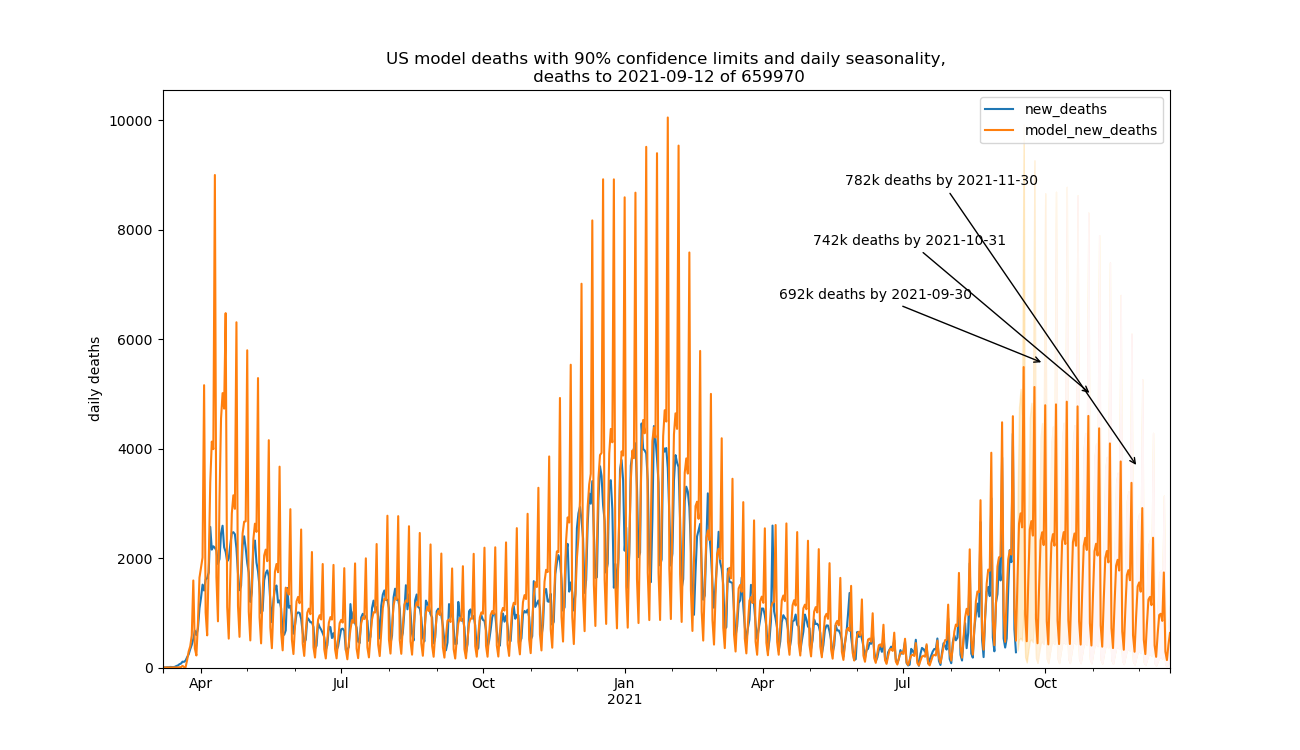 US model deaths with 90% confidence limits and daily seasonality,
deaths to 2021-09-12 of 659970
new_deaths
model_new_deaths
10000
8000
6000
4000
2000
0
daily deaths
782k deaths by 2021-11-30
742k deaths by 2021-10-31
692k deaths by 2021-09-30
Apr Jul Oct Jan Apr Jul Oct
2021